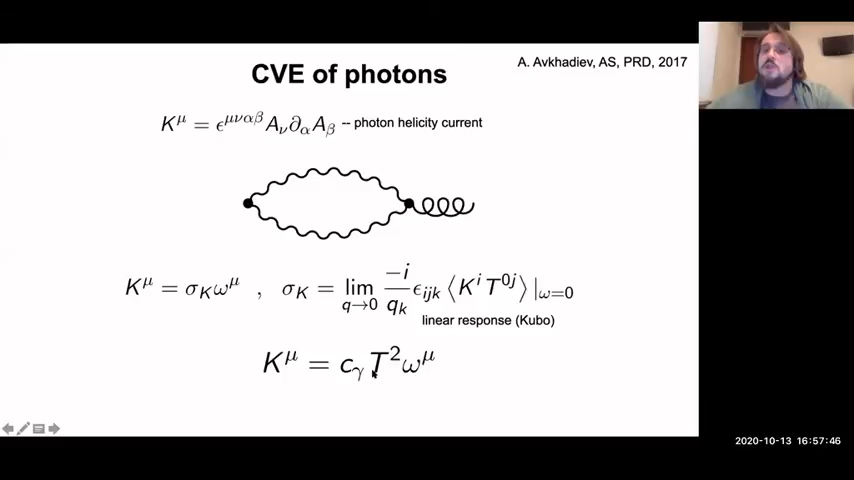 A. Avkhadiev, AS, PRD, 2017
CVE of photons
K^μ = ϵ^{μναβ} A_ν ∂_α A_β -- photon helicity current
K^μ = σ_K ω^μ , σ_K = lim_{q→0} −i/q_k ϵ_{ijk} ⟨K^i T^{0j}⟩ |_{ω=0}
linear response (Kubo)
K^μ = c_γ T² ω^μ
2020-10-13 16:57:46